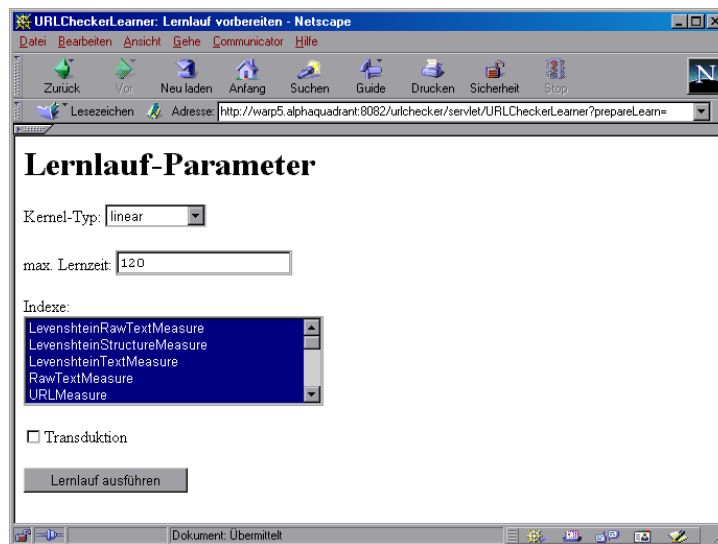 URLCheckerLearner: Lernlauf vorbereiten - Netscape
Datei Bearbeiten Ansicht Gehe Communicator Hilfe
Zurück Vor Neu laden Anfang Suchen Guide Drucken Sicherheit Stop
N
Lesezeichen Adresse: http://warp5.alphaquadrant:8082/urlchecker/servlet/URLCheckerLearner?prepareLearn=
Lernlauf-Parameter
Kernel-Typ: linear
max. Lernzeit: 120
Indexe:
LevenshteinRawTextMeasure
LevenshteinStructureMeasure
LevenshteinTextMeasure
RawTextMeasure
URLMeasure
Transduktion
Lernlauf ausführen
Dokument: Übermittelt